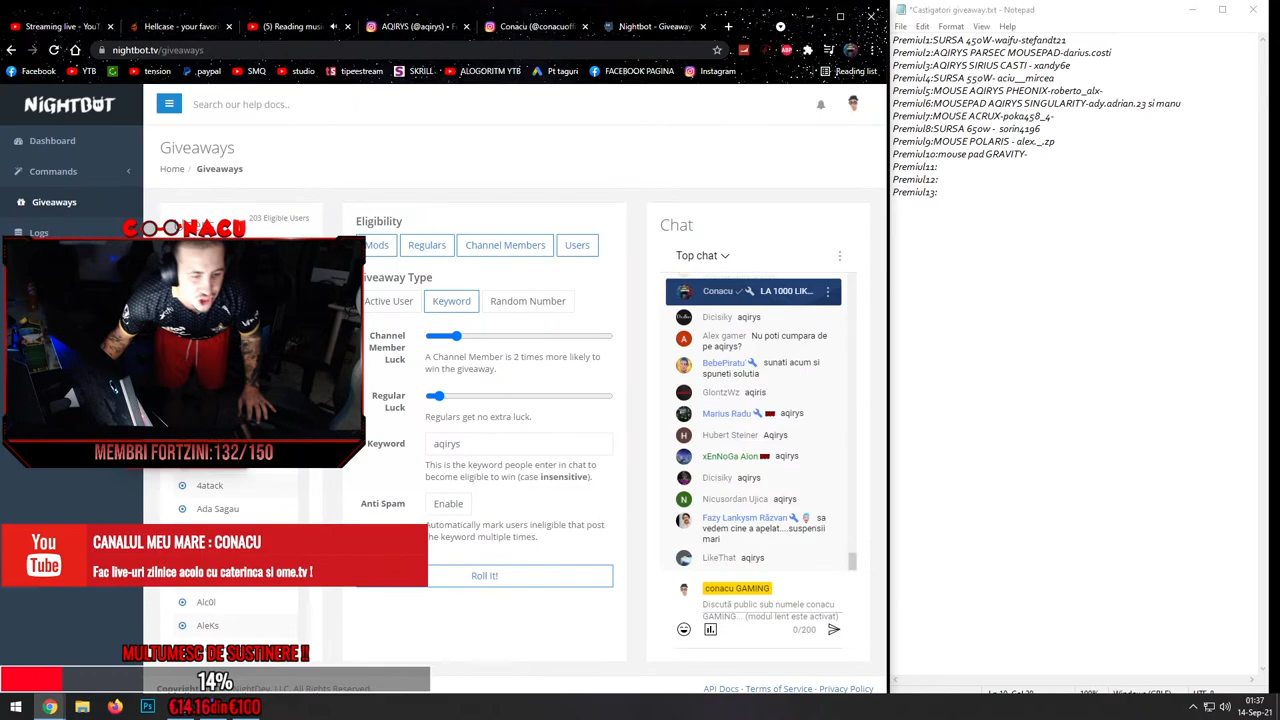 Streaming live - You
Hellcase - your favorite
(5) Reading mus
AQIRYS (@aqirys) •
Conacu (@conacuoff
Nightbot - Giveaway
nightbot.tv/giveaways
Facebook
YTB
C
tension
.paypal
SMQ
studio
tipeestream
SKRILL
ALOGORITM YTB
Pt taguri
FACEBOOK PAGINA
Instagram
Reading list
NiGHTBOT
Search our help docs..
Dashboard
Commands
Giveaways
Logs
Giveaways
Home / Giveaways
203 Eligible Users
CONACU
Eligibility
Mods
Regulars
Channel Members
Users
Giveaway Type
Active User
Keyword
Random Number
Channel
Member
Luck
A Channel Member is 2 times more likely to
win the giveaway.
Regular
Luck
Regulars get no extra luck.
Keyword
aqirys
This is the keyword people enter in chat to
become eligible to win (case insensitive).
Anti Spam
Enable
Automatically mark users ineligible that post
the keyword multiple times.
Roll It!
MEMBRI FORTZINI:132/150
4atack
Ada Sagau
You
Tube
CANALUL MEU MARE : CONACU
Fac live-uri zilnice acolo cu caterinca si ome.tv !
Alc0l
AleKs
MULTUMESC DE SUSTINERE !!
14%
€14.16 din €100
Chat
Top chat
Conacu LA 1000 LIK...
Dicisiky aqirys
Alex gamer Nu poti cumpara de
pe aqirys?
BebePiratu' sunati acum si
spuneti solutia
GlontzWz aqiris
Marius Radu aqirys
Hubert Steiner Aqirys
xEnNoGa Aion aqirys
Dicisiky aqirys
Nicusordan Ujica aqirys
Fazy Lankysm Răzvan sa
vedem cine a apelat....suspensii
mari
LikeThat aqirys
conacu GAMING
Discută public sub numele conacu
GAMING... (modul lent este activat)
0/200
API Docs - Terms of Service - Privacy Policy
*Castigatori giveaway.txt - Notepad
File Edit Format View Help
Premiul1:SURSA 450W-waifu-stefandt21
Premiul2:AQIRYS PARSEC MOUSEPAD-darius.costi
Premiul3:AQIRYS SIRIUS CASTI - xandy6e
Premiul4:SURSA 550W- aciu__mircea
Premiul5:MOUSE AQIRYS PHEONIX-roberto_alx-
Premiul6:MOUSEPAD AQIRYS SINGULARITY-ady.adrian.23 si manu
Premiul7:MOUSE ACRUX-poka458_4-
Premiul8:SURSA 650w - sorin4196
Premiul9:MOUSE POLARIS - alex._.zp
Premiul10:mouse pad GRAVITY-
Premiul11:
Premiul12:
Premiul13:
100%
01:37
14-Sep-21